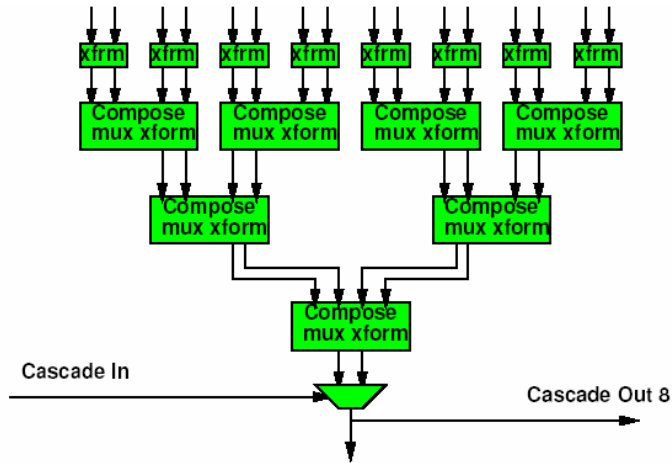 xfrm xfrm xfrm xfrm xfrm xfrm xfrm xfrm
Compose Compose Compose Compose
mux xform mux xform mux xform mux xform
Compose Compose
mux xform mux xform
Compose
mux xform
Cascade In
Cascade Out 8